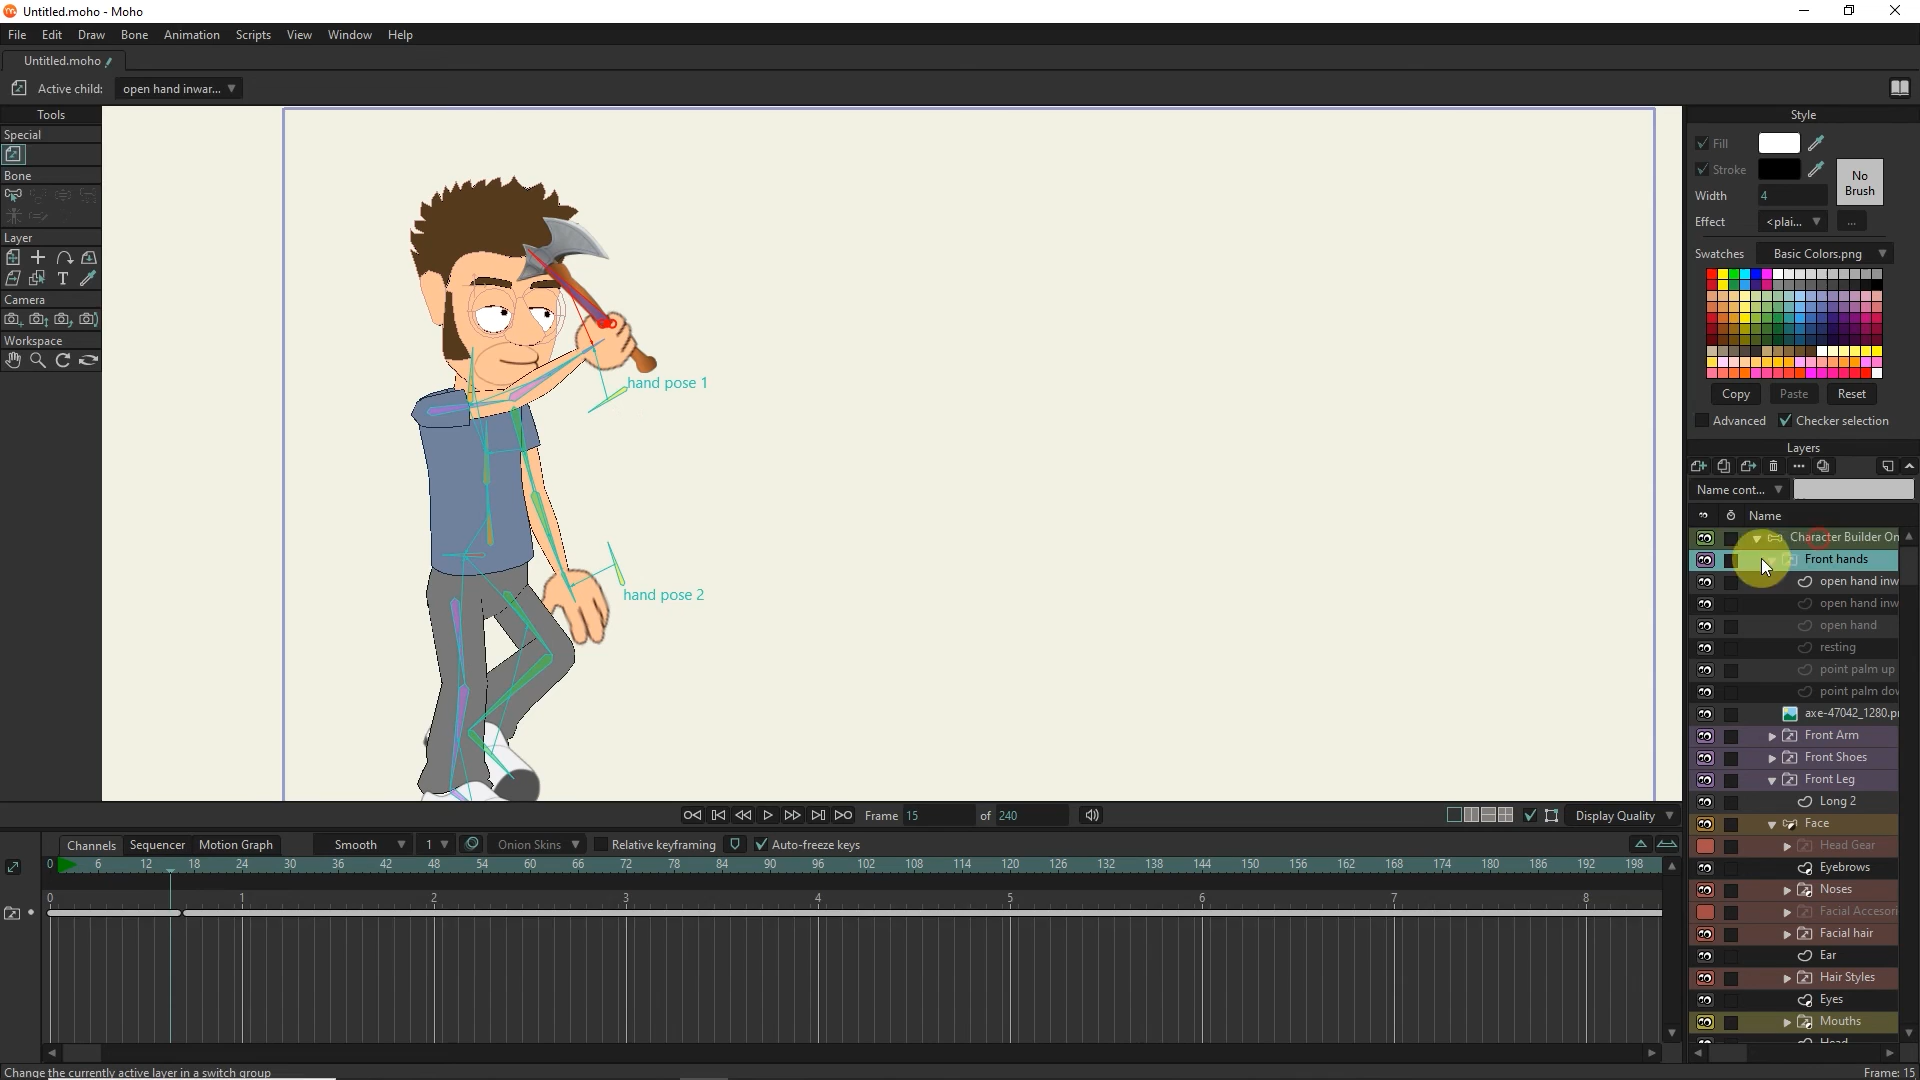 Untitled.moho - Moho
File Edit Draw Bone Animation Scripts View Window Help
Untitled.moho
Active child: open hand inwar...
Tools
Special
Bone
Layer
Camera
Workspace
hand pose 1
hand pose 2
Style
Fill
Stroke
No Brush
Width 4
Effect <plai... ...
Swatches Basic Colors.png
Copy Paste Reset
Advanced Checker selection
Layers
Name cont...
Name
Character Builder On
Front hands
open hand inw
open hand inw
open hand
resting
point palm up
point palm dow
axe-47042_1280.p
Front Arm
Front Shoes
Front Leg
Long 2
Face
Head Gear
Eyebrows
Noses
Facial Accesori
Facial hair
Ear
Hair Styles
Eyes
Mouths
Head
Frame 15 of 240 Display Quality
Channels Sequencer Motion Graph Smooth 1 Onion Skins Relative keyframing Auto-freeze keys
0 6 12 18 24 30 36 42 48 54 60 66 72 78 84 90 96 102 108 114 120 126 132 138 144 150 156 162 168 174 180 186 192 198
0 1 2 3 4 5 6 7 8
Change the currently active layer in a switch group
Frame: 15